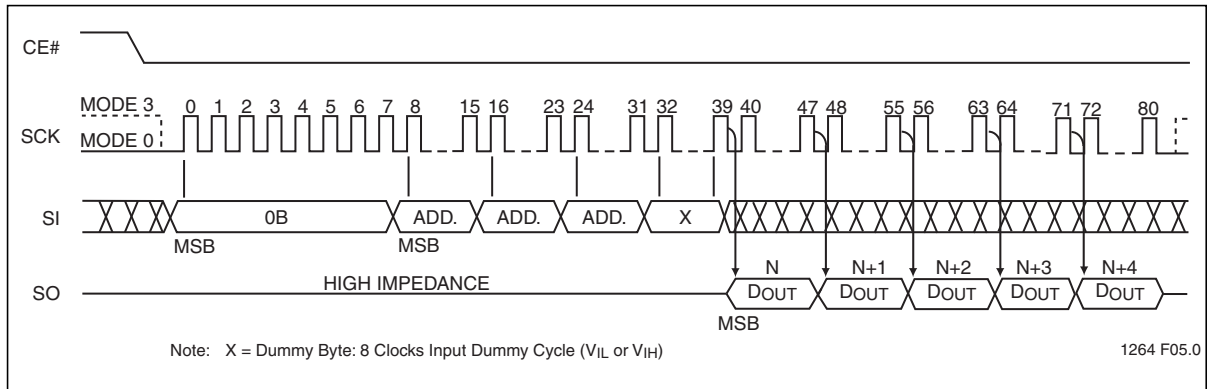 CE#
MODE 3
0 1 2 3 4 5 6 7 8 15 16 23 24 31 32 39 40 47 48 55 56 63 64 71 72 80
SCK
MODE 0
SI
0B ADD. ADD. ADD. X
MSB MSB
N N+1 N+2 N+3 N+4
SO
HIGH IMPEDANCE
DOUT DOUT DOUT DOUT DOUT
MSB
Note: X = Dummy Byte: 8 Clocks Input Dummy Cycle (VIL or VIH)
1264 F05.0